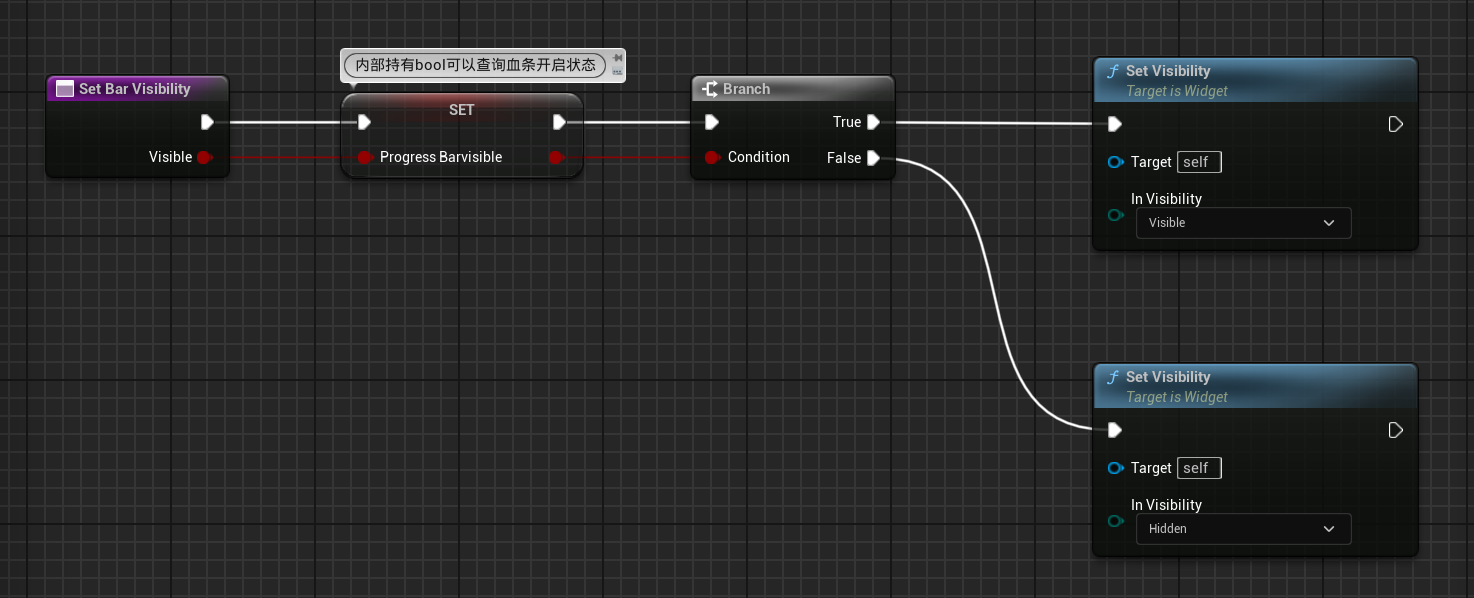 内部持有bool可以查询血条开启状态
Set Bar Visibility
Visible
SET
Progress Barvisible
Branch
True
Condition
False
Set Visibility
Target is Widget
Target self
In Visibility
Visible
Set Visibility
Target is Widget
Target self
In Visibility
Hidden